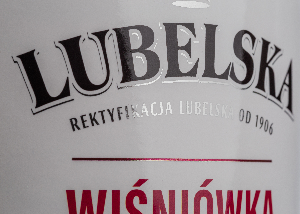 LUBELSKA
REKTYFIKACJA LUBELSKA OD 1906
WIŚNIÓWKA